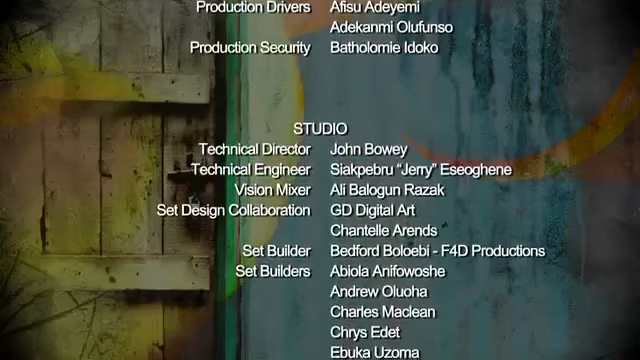 Production Drivers Afisu Adeyemi
Adekanmi Olufunso
Production Security Batholomie Idoko
STUDIO
Technical Director John Bowey
Technical Engineer Siakpebru “Jerry” Eseoghene
Vision Mixer Ali Balogun Razak
Set Design Collaboration GD Digital Art
Chantelle Arends
Set Builder Bedford Boloebi - F4D Productions
Set Builders Abiola Anifowoshe
Andrew Oluoha
Charles Maclean
Chrys Edet
Ebuka Uzoma